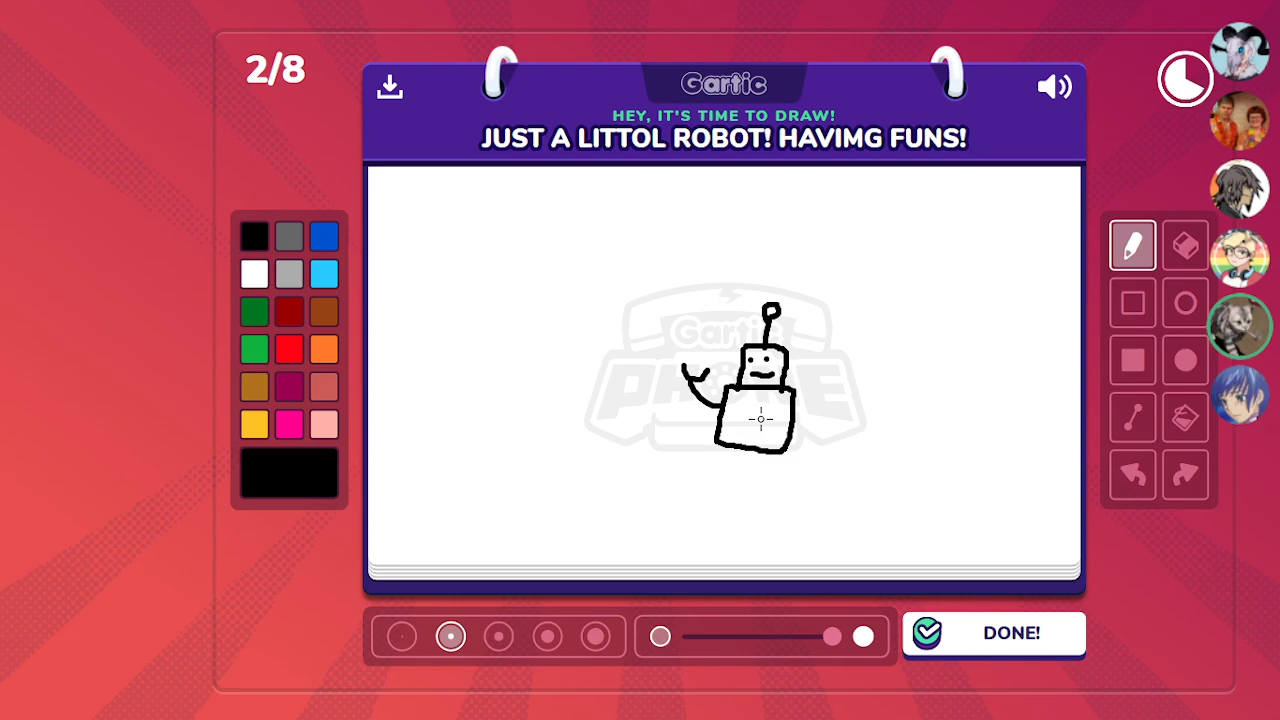 2/8
Gartic
HEY, IT'S TIME TO DRAW!
JUST A LITTOL ROBOT! HAVIMG FUNS!
Gartic
PHONE
DONE!